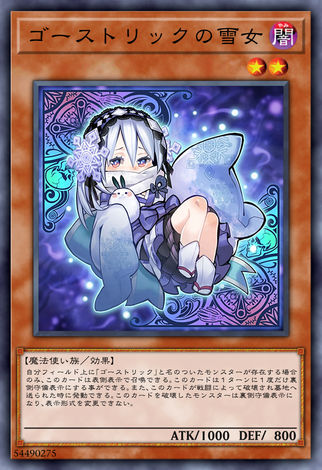 ゴーストリックの雪女
やみ
闇
【魔法使い族/効果】
自分フィールド上に「ゴーストリック」と名のついたモンスターが存在する場合
のみ、このカードは表側表示で召喚できる。このカードは1ターンに1度だけ裏
側守備表示にする事ができる。また、このカードが戦闘によって破壊され墓地へ
送られた時に発動できる。このカードを破壊したモンスターは裏側守備表示に
なり、表示形式を変更できない。
ATK/1000 DEF/ 800
54490275